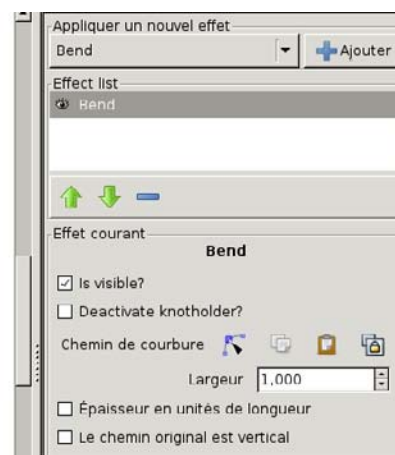 Appliquer un nouvel effet
Bend Ajouter
Effect list
Bend
Effet courant
Bend
Is visible?
Deactivate knotholder?
Chemin de courbure
Largeur 1,000
Épaisseur en unités de longueur
Le chemin original est vertical